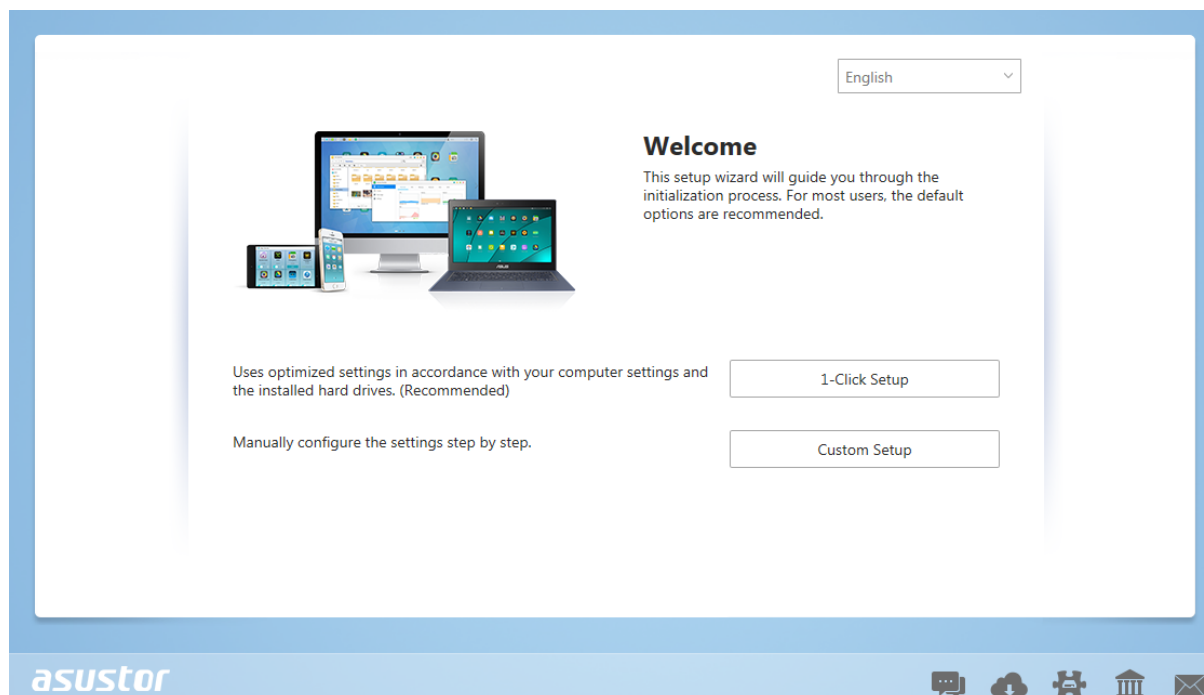 English
Welcome
This setup wizard will guide you through the
initialization process. For most users, the default
options are recommended.
Uses optimized settings in accordance with your computer settings and
the installed hard drives. (Recommended)
1-Click Setup
Manually configure the settings step by step.
Custom Setup
asustor